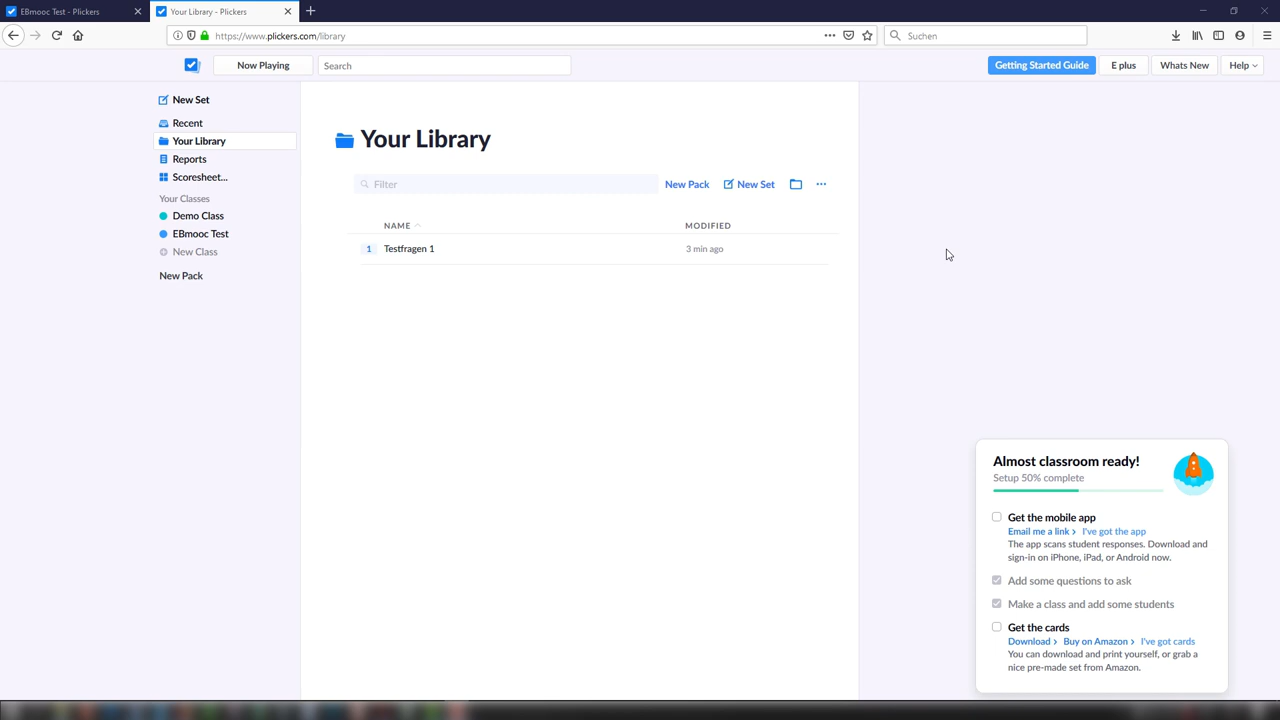 EBmooc Test - Plickers
Your Library - Plickers
https://www.plickers.com/library
Suchen
Now Playing
Search
Getting Started Guide
E plus
Whats New
Help
New Set
Recent
Your Library
Reports
Scoresheet...
Your Classes
Demo Class
EBmooc Test
New Class
New Pack
Your Library
Filter
New Pack
New Set
NAME
MODIFIED
1 Testfragen 1
3 min ago
Almost classroom ready!
Setup 50% complete
Get the mobile app
Email me a link › I've got the app
The app scans student responses. Download and
sign-in on iPhone, iPad, or Android now.
Add some questions to ask
Make a class and add some students
Get the cards
Download › Buy on Amazon › I've got cards
You can download and print yourself, or grab a
nice pre-made set from Amazon.